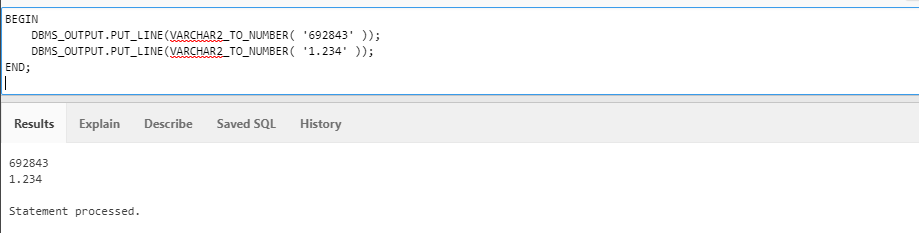 BEGIN
    DBMS_OUTPUT.PUT_LINE(VARCHAR2_TO_NUMBER( '692843' ));
    DBMS_OUTPUT.PUT_LINE(VARCHAR2_TO_NUMBER( '1.234' ));
END;
Results Explain Describe Saved SQL History
692843
1.234
Statement processed.